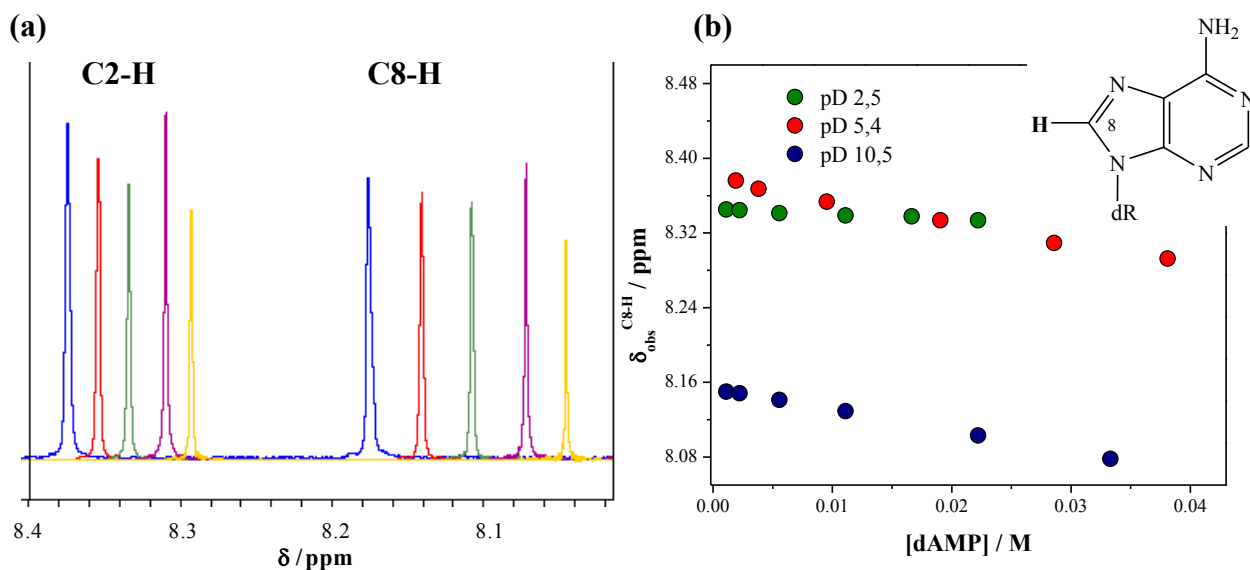 (a)
C2-H
C8-H
8.4
8.3
8.2
8.1
δ /ppm
(b)
δobs C8-H / ppm
8.48
8.40
8.32
8.24
8.16
8.08
pD 2,5
pD 5,4
pD 10,5
NH2
N
N
H
8
N
N
dR
0.00
0.01
0.02
0.03
0.04
[dAMP] / M